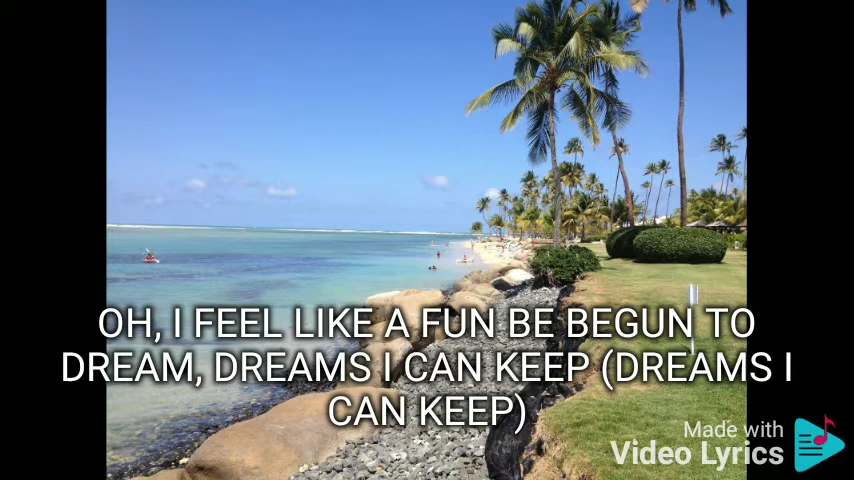 OH, I FEEL LIKE A FUN BE BEGUN TO
DREAM, DREAMS I CAN KEEP (DREAMS I
CAN KEEP)
Made with
Video Lyrics